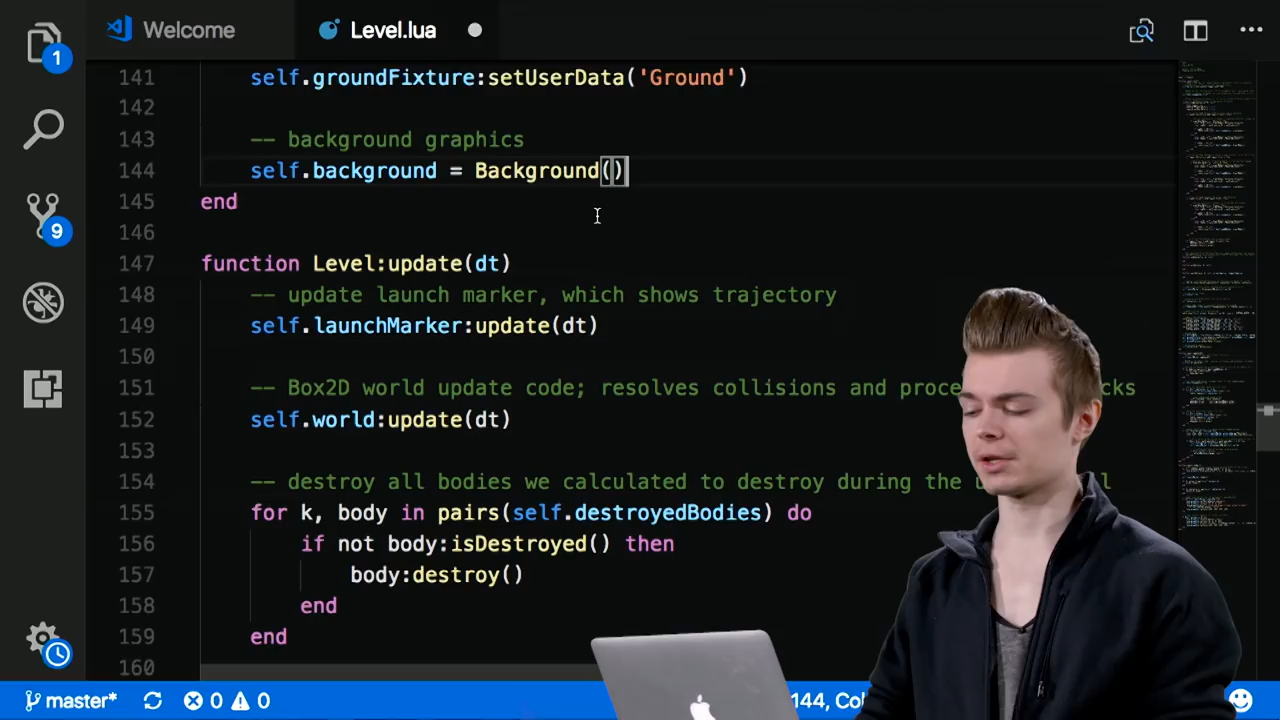 1
Welcome
Level.lua
141 self.groundFixture:setUserData('Ground')
142
143 -- background graphics
144 self.background = Background()
145 end
146
147 function Level:update(dt)
148 -- update launch marker, which shows trajectory
149 self.launchMarker:update(dt)
150
151 -- Box2D world update code; resolves collisions and proce cks
152 self.world:update(dt)
153
154 -- destroy all bodies we calculated to destroy during the
155 for k, body in pairs(self.destroyedBodies) do
156 if not body:isDestroyed() then
157 body:destroy()
158 end
159 end
160
9
master* 0 0 144, Co